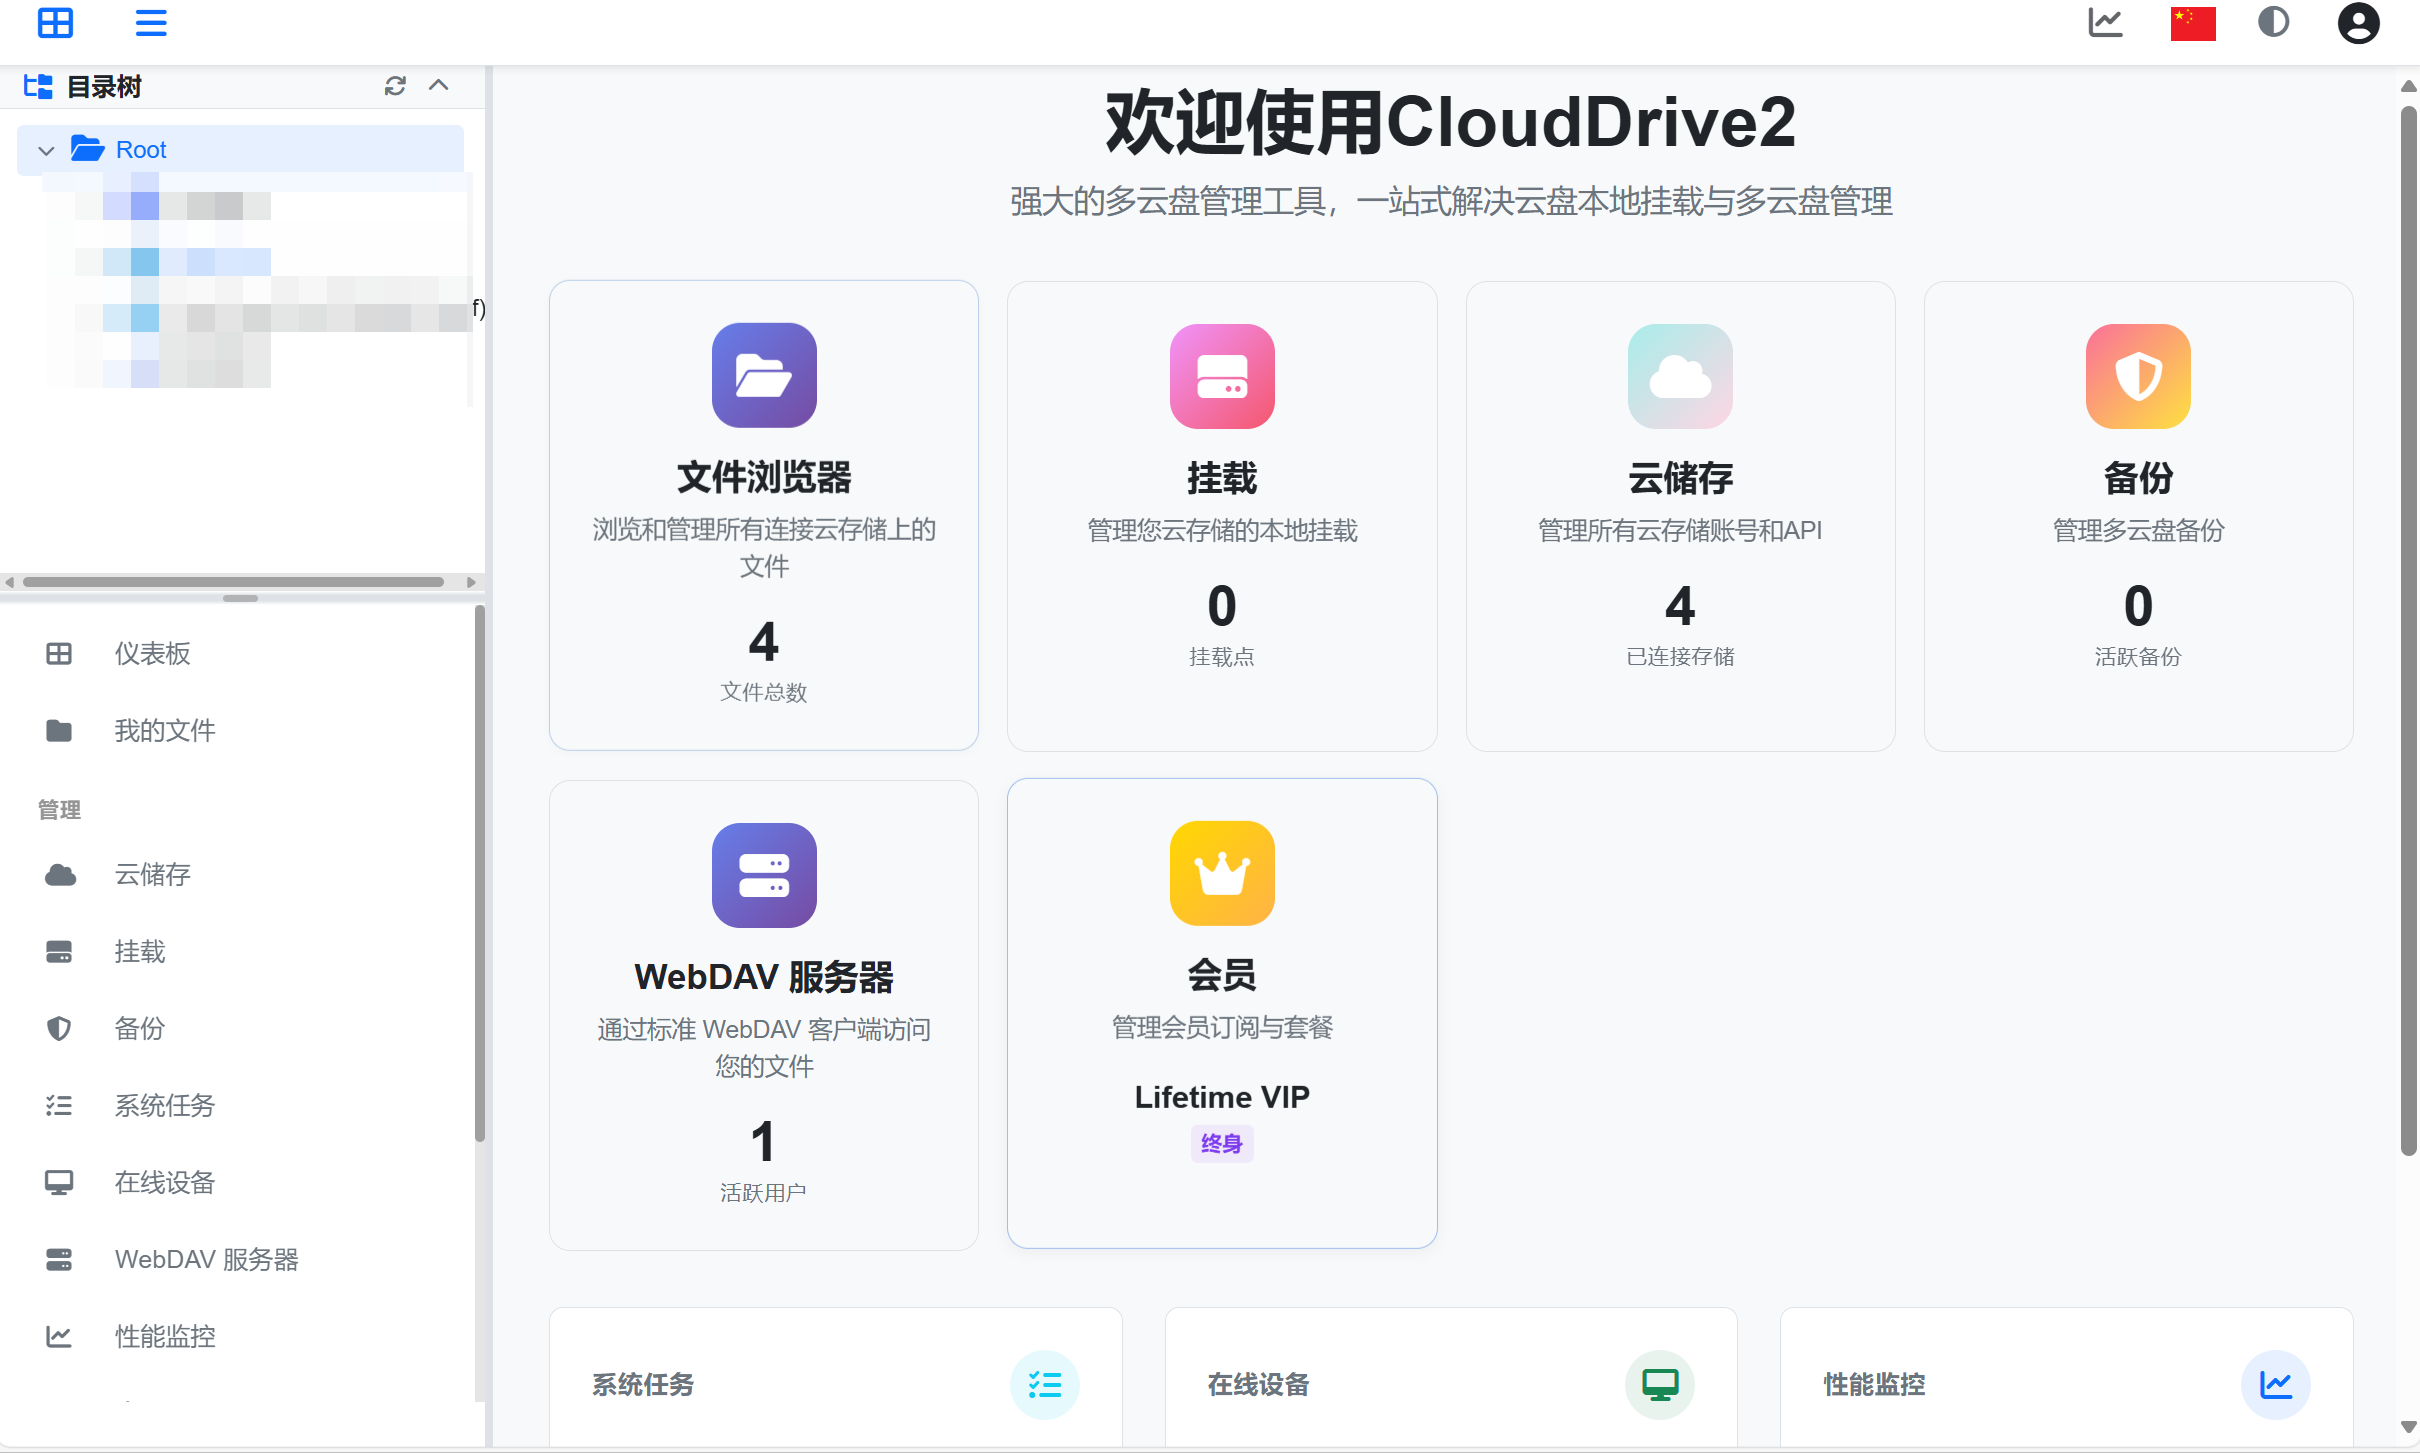 目录树
Root
f)
仪表板
我的文件
管理
云储存
挂载
备份
系统任务
在线设备
WebDAV 服务器
性能监控
欢迎使用CloudDrive2
强大的多云盘管理工具，一站式解决云盘本地挂载与多云盘管理
文件浏览器
浏览和管理所有连接云存储上的
文件
4
文件总数
挂载
管理您云存储的本地挂载
0
挂载点
云储存
管理所有云存储账号和API
4
已连接存储
备份
管理多云盘备份
0
活跃备份
WebDAV 服务器
通过标准 WebDAV 客户端访问
您的文件
1
活跃用户
会员
管理会员订阅与套餐
Lifetime VIP
终身
系统任务
在线设备
性能监控